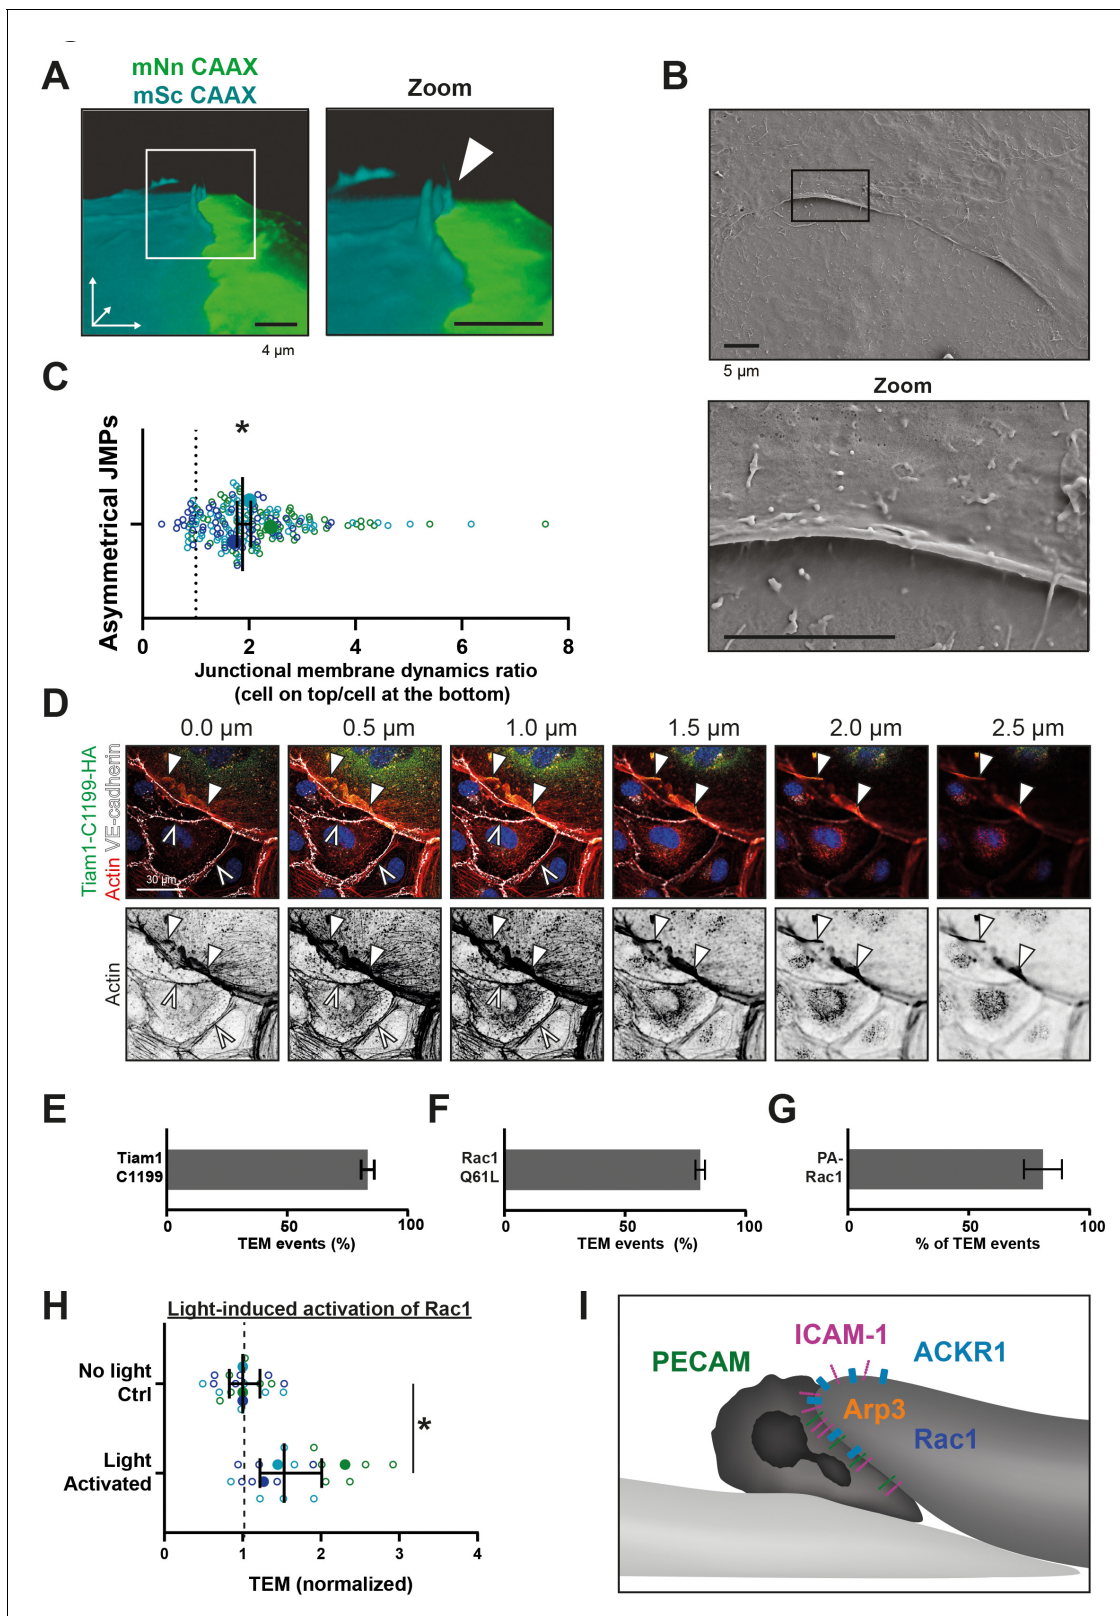 A
mNn CAAX
mSc CAAX
Zoom
4 µm
B
5 µm
Zoom
C
*
Asymmetrical JMPs
0 2 4 6 8
Junctional membrane dynamics ratio
(cell on top/cell at the bottom)
D
0.0 µm 0.5 µm 1.0 µm 1.5 µm 2.0 µm 2.5 µm
Tiam1-C1199-HA
Actin VE-cadherin
30 µm
Actin
E
Tiam1
C1199
0 50 100
TEM events (%)
F
Rac1
Q61L
0 50 100
TEM events (%)
G
PA-
Rac1
0 50 100
% of TEM events
H
Light-induced activation of Rac1
No light
Ctrl
Light
Activated
*
0 1 2 3 4
TEM (normalized)
I
ICAM-1
PECAM
ACKR1
Arp3
Rac1